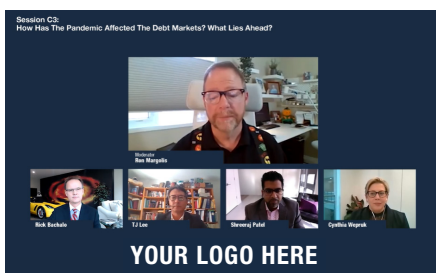 Session C3:
How Has The Pandemic Affected The Debt Markets? What Lies Ahead?
Moderator
Ron Margolis
Rick Bachale
TJ Lee
Shreeraj Patel
Cynthia Weprak
YOUR LOGO HERE